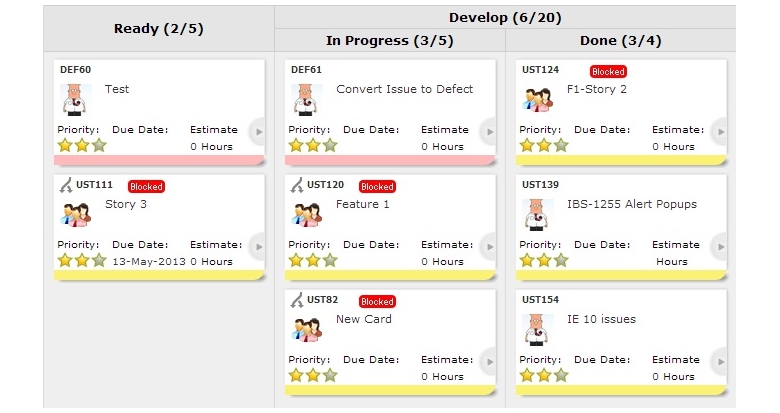 Ready (2/5)
Develop (6/20)
In Progress (3/5)
Done (3/4)
DEF60
Test
Priority: Due Date: Estimate
0 Hours
UST111 Blocked
Story 3
Priority: Due Date: Estimate:
13-May-2013 0 Hours
DEF61
Convert Issue to Defect
Priority: Due Date: Estimate
0 Hours
UST120 Blocked
Feature 1
Priority: Due Date: Estimate:
0 Hours
UST82 Blocked
New Card
Priority: Due Date: Estimate:
0 Hours
UST124 Blocked
F1-Story 2
Priority: Due Date: Estimate
0 Hours
UST139
IBS-1255 Alert Popups
Priority: Due Date: Estimate:
Hours
UST154
IE 10 issues
Priority: Due Date: Estimate
0 Hours